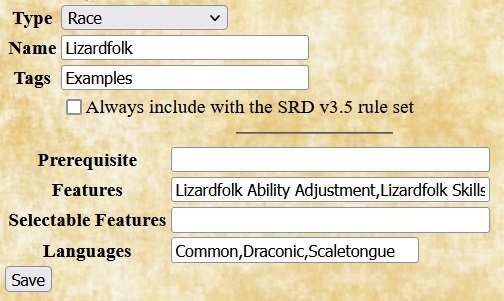 Type Race
Name Lizardfolk
Tags Examples
Always include with the SRD v3.5 rule set
Prerequisite
Features Lizardfolk Ability Adjustment,Lizardfolk Skills
Selectable Features
Languages Common,Draconic,Scaletongue
Save